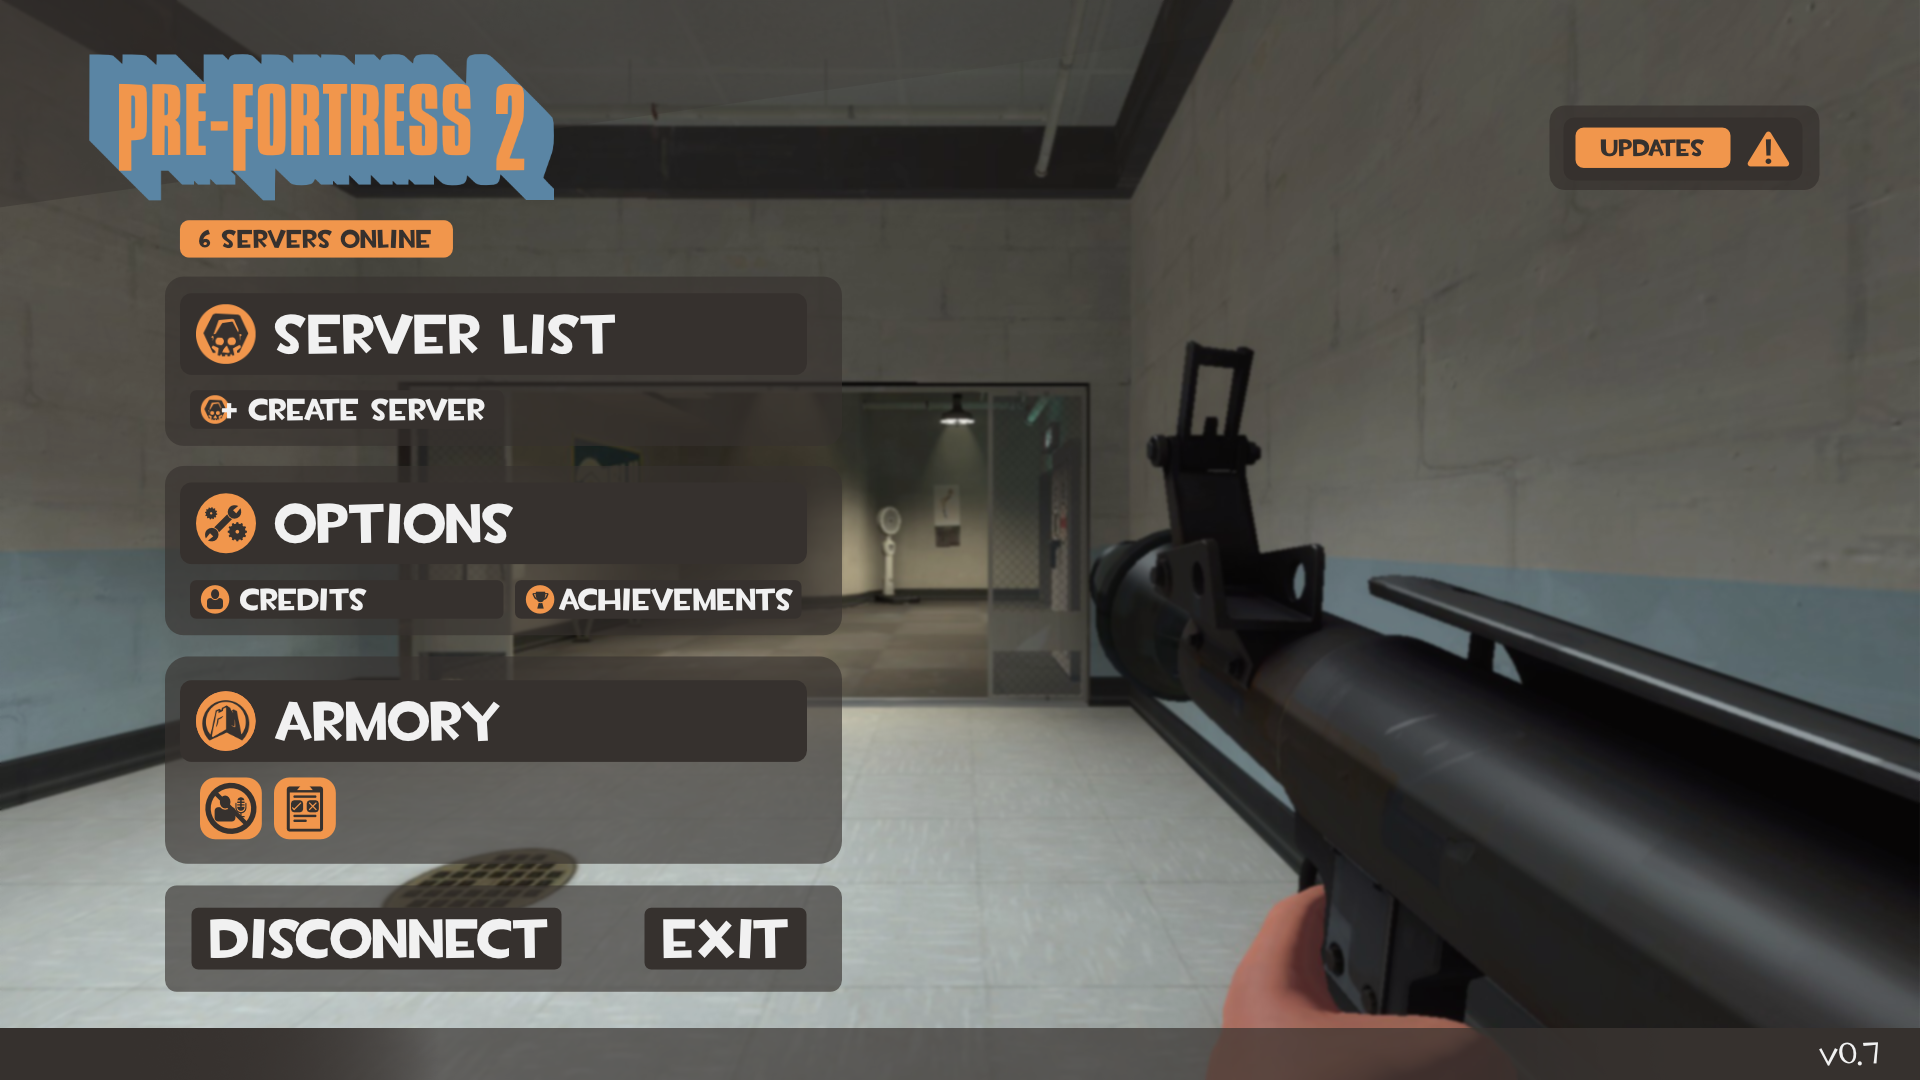 PRE-FORTRESS 2
UPDATES
6 SERVERS ONLINE
SERVER LIST
CREATE SERVER
OPTIONS
CREDITS
ACHIEVEMENTS
ARMORY
DISCONNECT
EXIT
v0.7